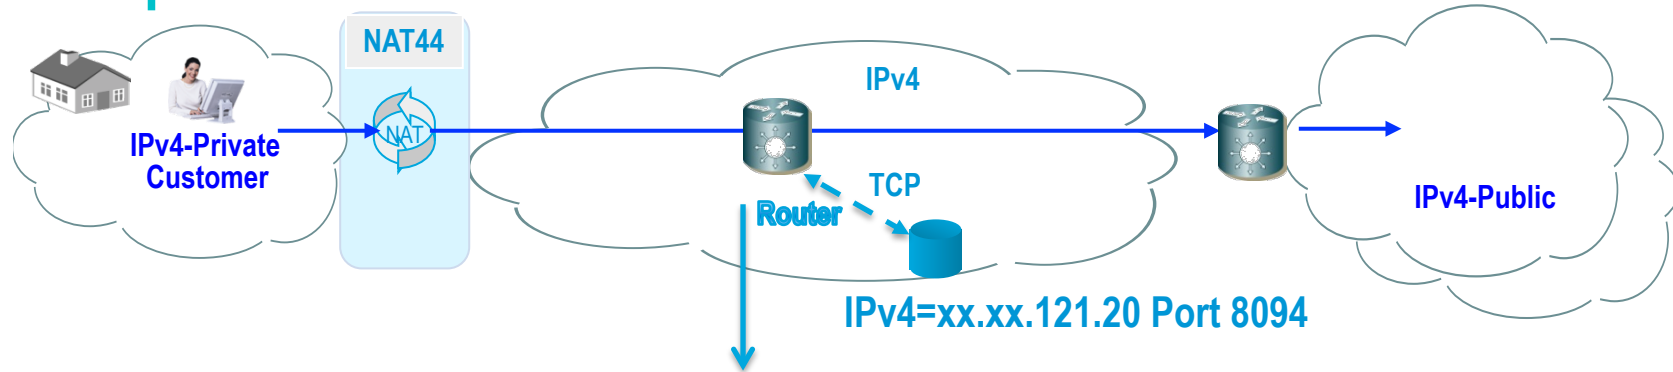 NAT44
IPv4
NAT
IPv4-Private
Customer
TCP
Router
IPv4-Public
IPv4=xx.xx.121.20 Port 8094